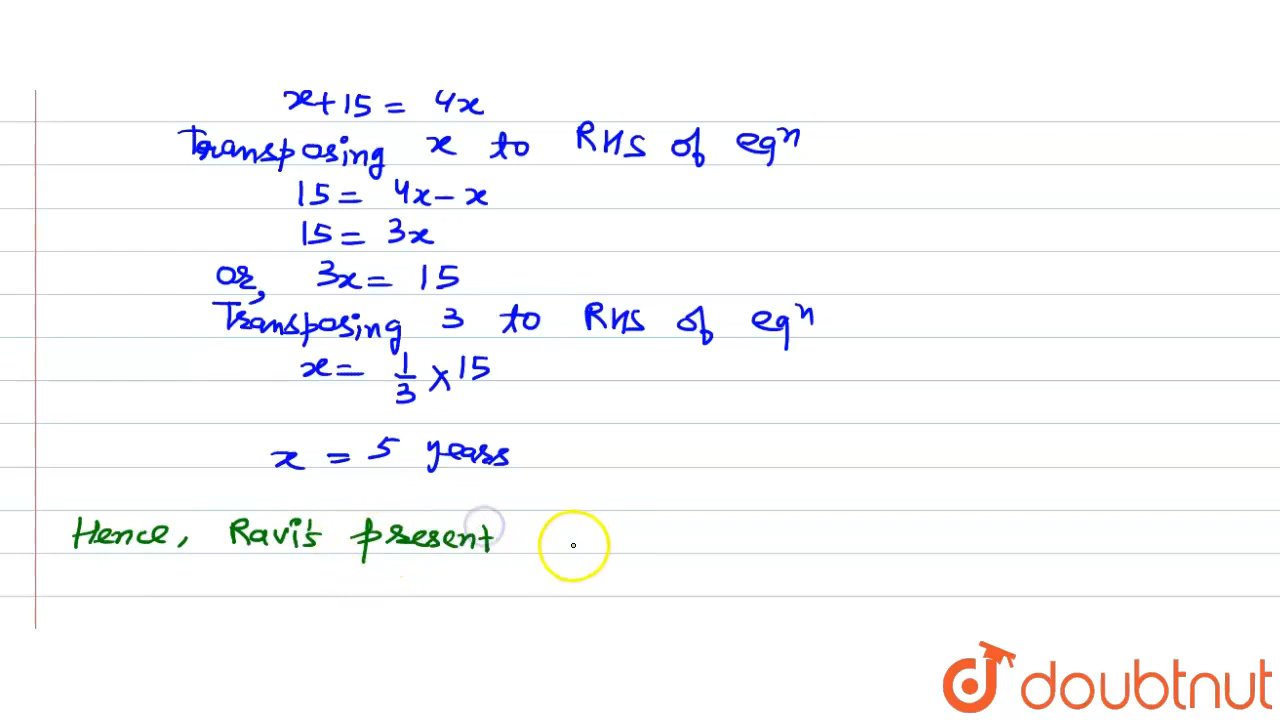 x+15 = 4x
Transposing x to RHS of eqⁿ
15 = 4x - x
15 = 3x
or, 3x = 15
Transposing 3 to RHS of eqⁿ
x = 1/3 × 15
x = 5 years
Hence, Ravi's present
doubtnut